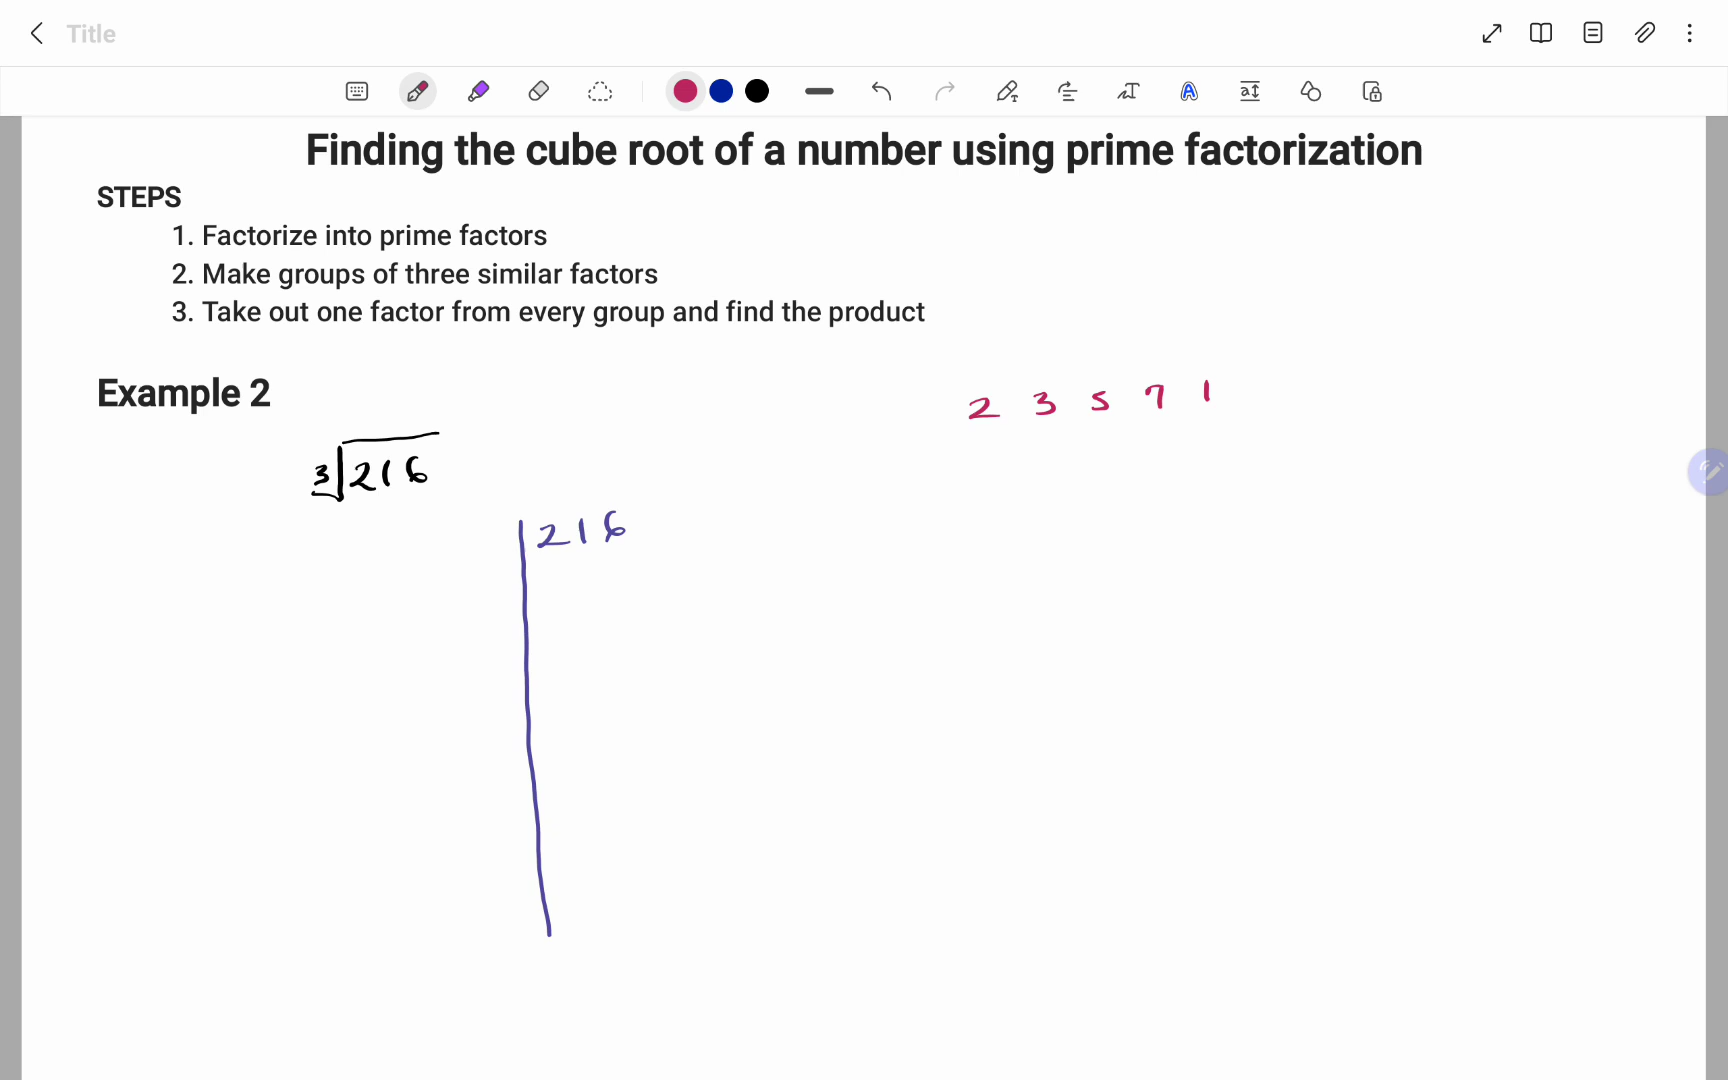 Title
Finding the cube root of a number using prime factorization
STEPS
1. Factorize into prime factors
2. Make groups of three similar factors
3. Take out one factor from every group and find the product
Example 2
2 3 5 7 1
3√216
216